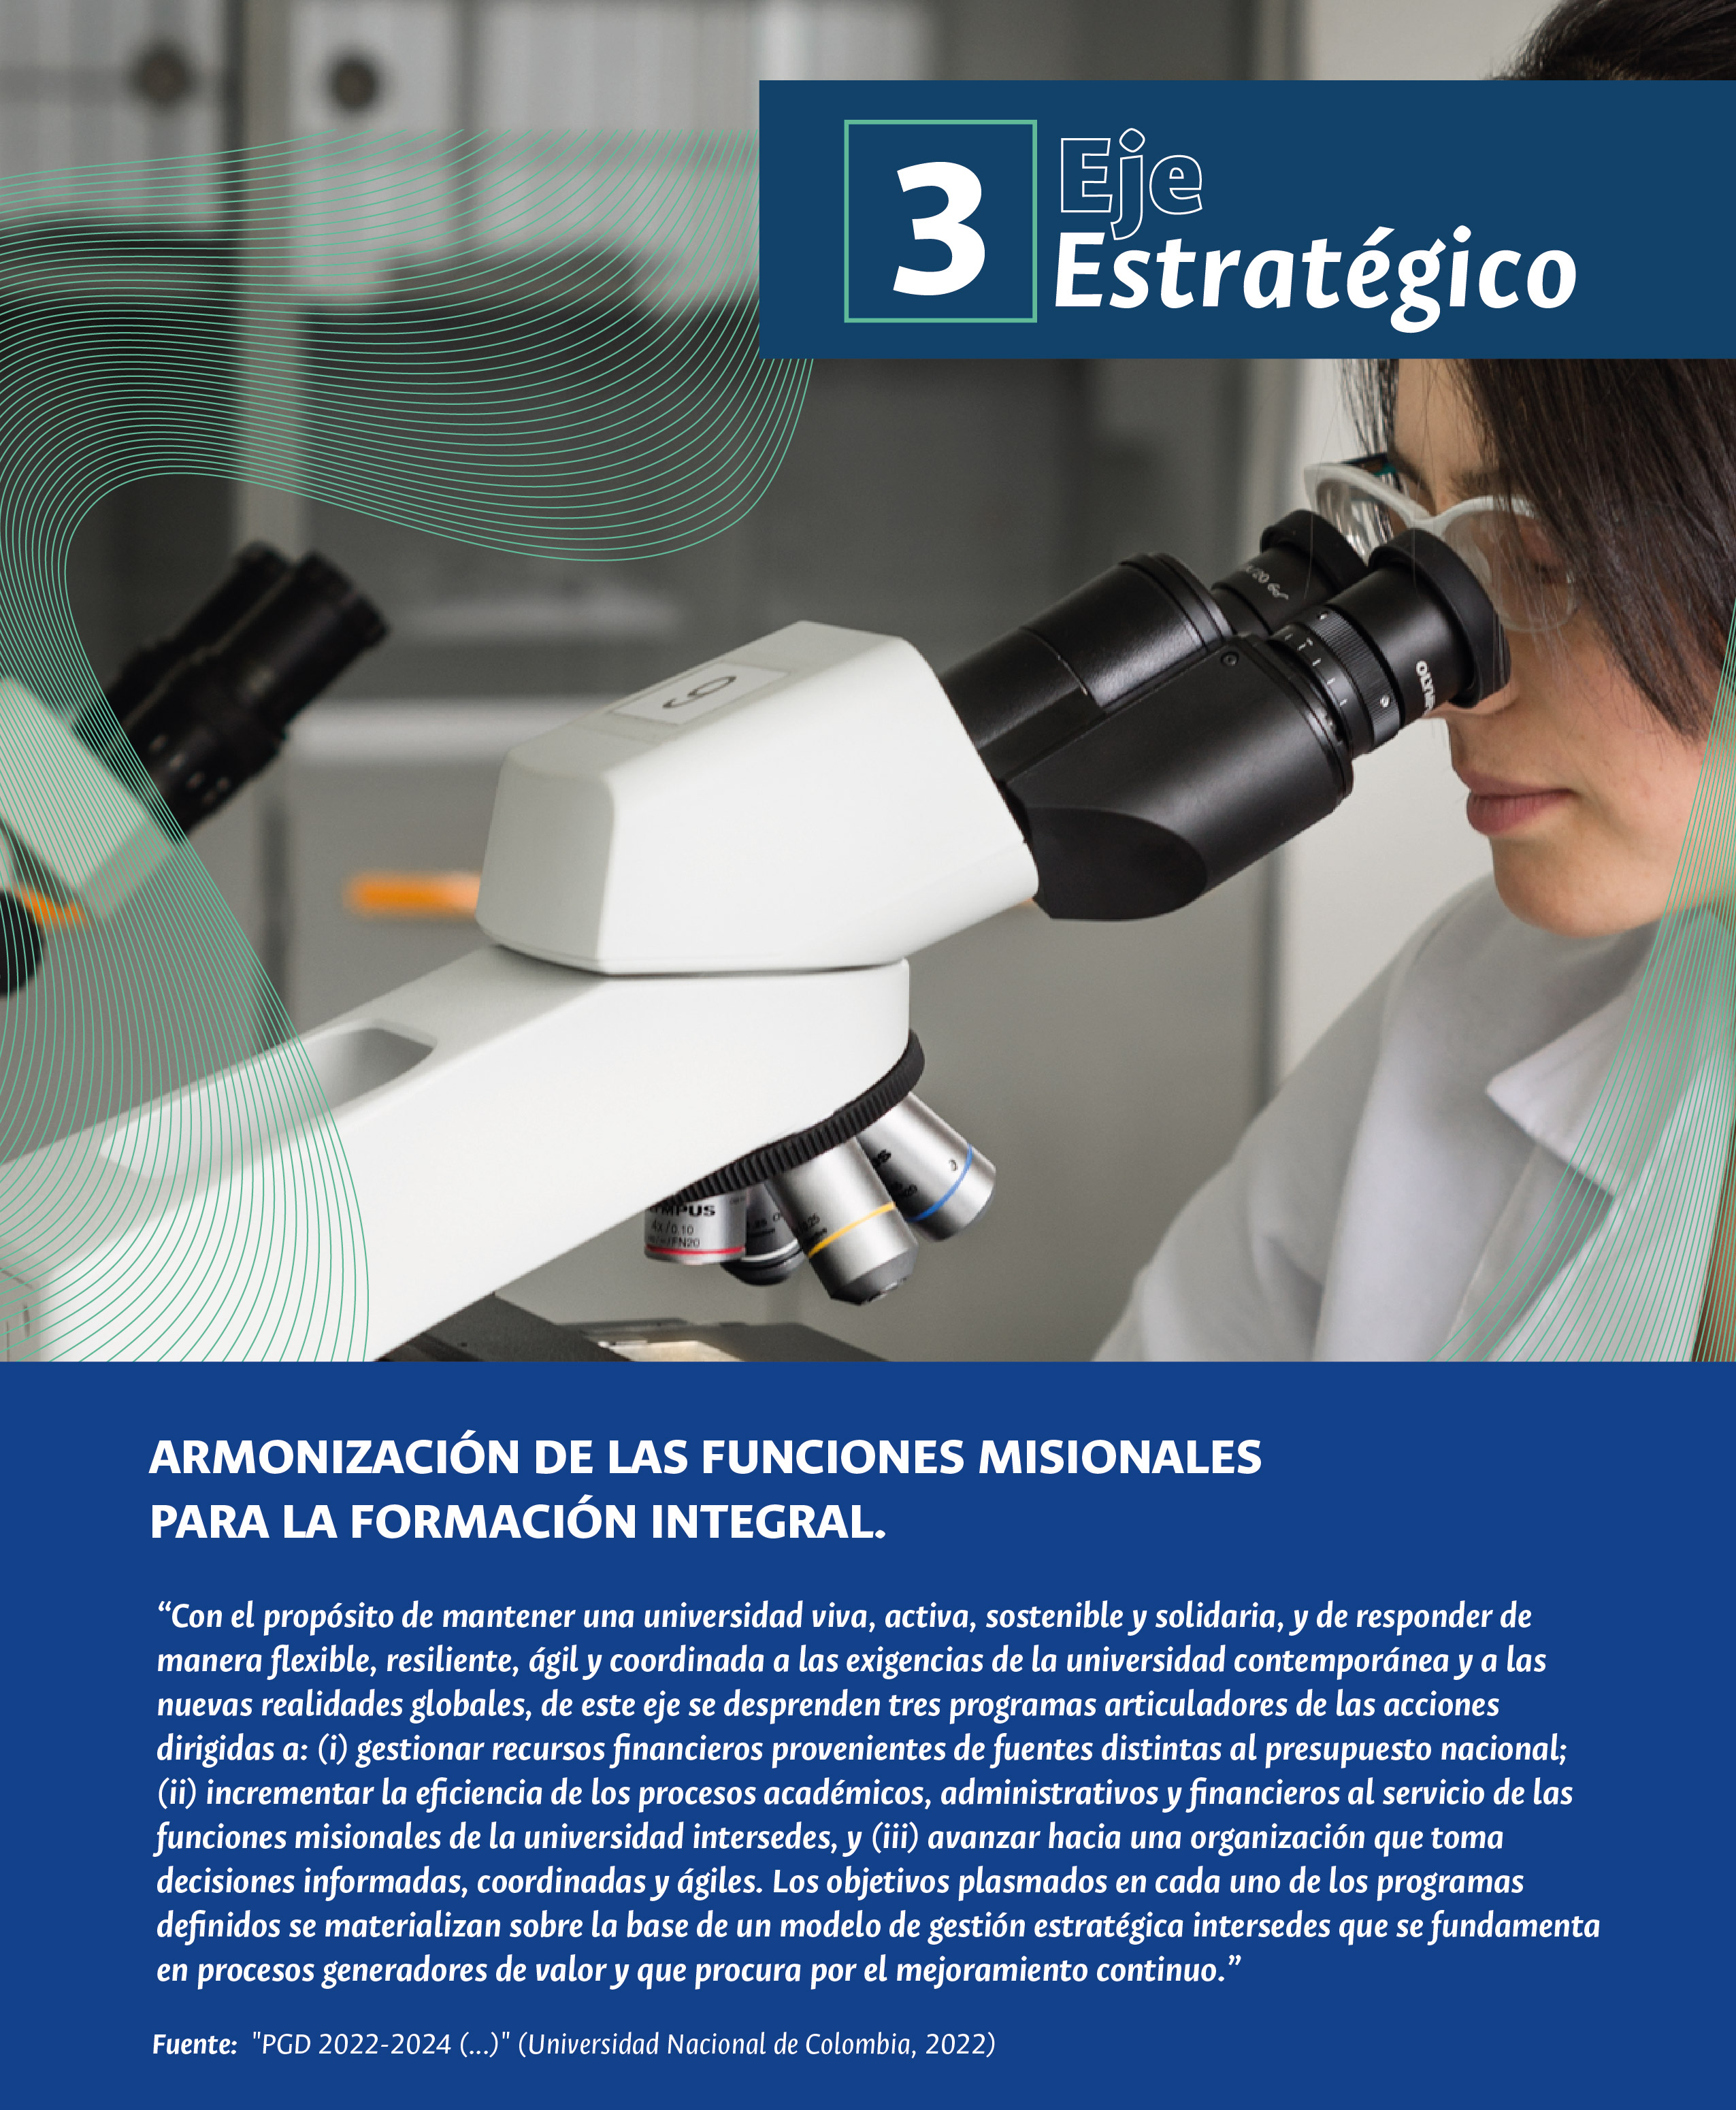 3
Eje
Estratégico
4x/0.10
FN20
ARMONIZACIÓN DE LAS FUNCIONES MISIONALES
PARA LA FORMACIÓN INTEGRAL.
“Con el propósito de mantener una universidad viva, activa, sostenible y solidaria, y de responder de
manera flexible, resiliente, ágil y coordinada a las exigencias de la universidad contemporánea y a las
nuevas realidades globales, de este eje se desprenden tres programas articuladores de las acciones
dirigidas a: (i) gestionar recursos financieros provenientes de fuentes distintas al presupuesto nacional;
(ii) incrementar la eficiencia de los procesos académicos, administrativos y financieros al servicio de las
funciones misionales de la universidad intersedes, y (iii) avanzar hacia una organización que toma
decisiones informadas, coordinadas y ágiles. Los objetivos plasmados en cada uno de los programas
definidos se materializan sobre la base de un modelo de gestión estratégica intersedes que se fundamenta
en procesos generadores de valor y que procura por el mejoramiento continuo.”
Fuente: "PGD 2022-2024 (...)" (Universidad Nacional de Colombia, 2022)